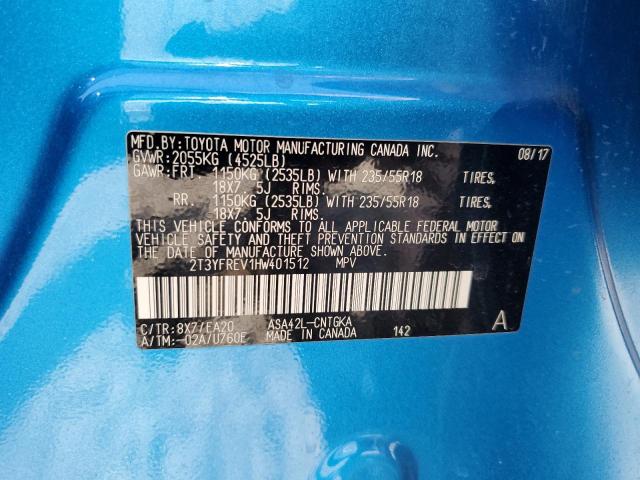 MFD.BY:TOYOTA MOTOR MANUFACTURING CANADA INC. 08/17
GVWR:2055KG (4525LB)
GAWR:FRT 1150KG (2535LB) WITH 235/55R18 TIRES,
18X7.5J RIMS,
RR. 1150KG (2535LB) WITH 235/55R18 TIRES,
18X7.5J RIMS,
THIS VEHICLE CONFORMS TO ALL APPLICABLE FEDERAL MOTOR
VEHICLE SAFETY AND THEFT PREVENTION STANDARDS IN EFFECT ON
THE DATE OF MANUFACTURE SHOWN ABOVE.
2T3YFREV1HW401512 MPV
C/TR:8X7/EA20 ASA42L-CNTGKA A
A/TM:-02A/U760E MADE IN CANADA 142